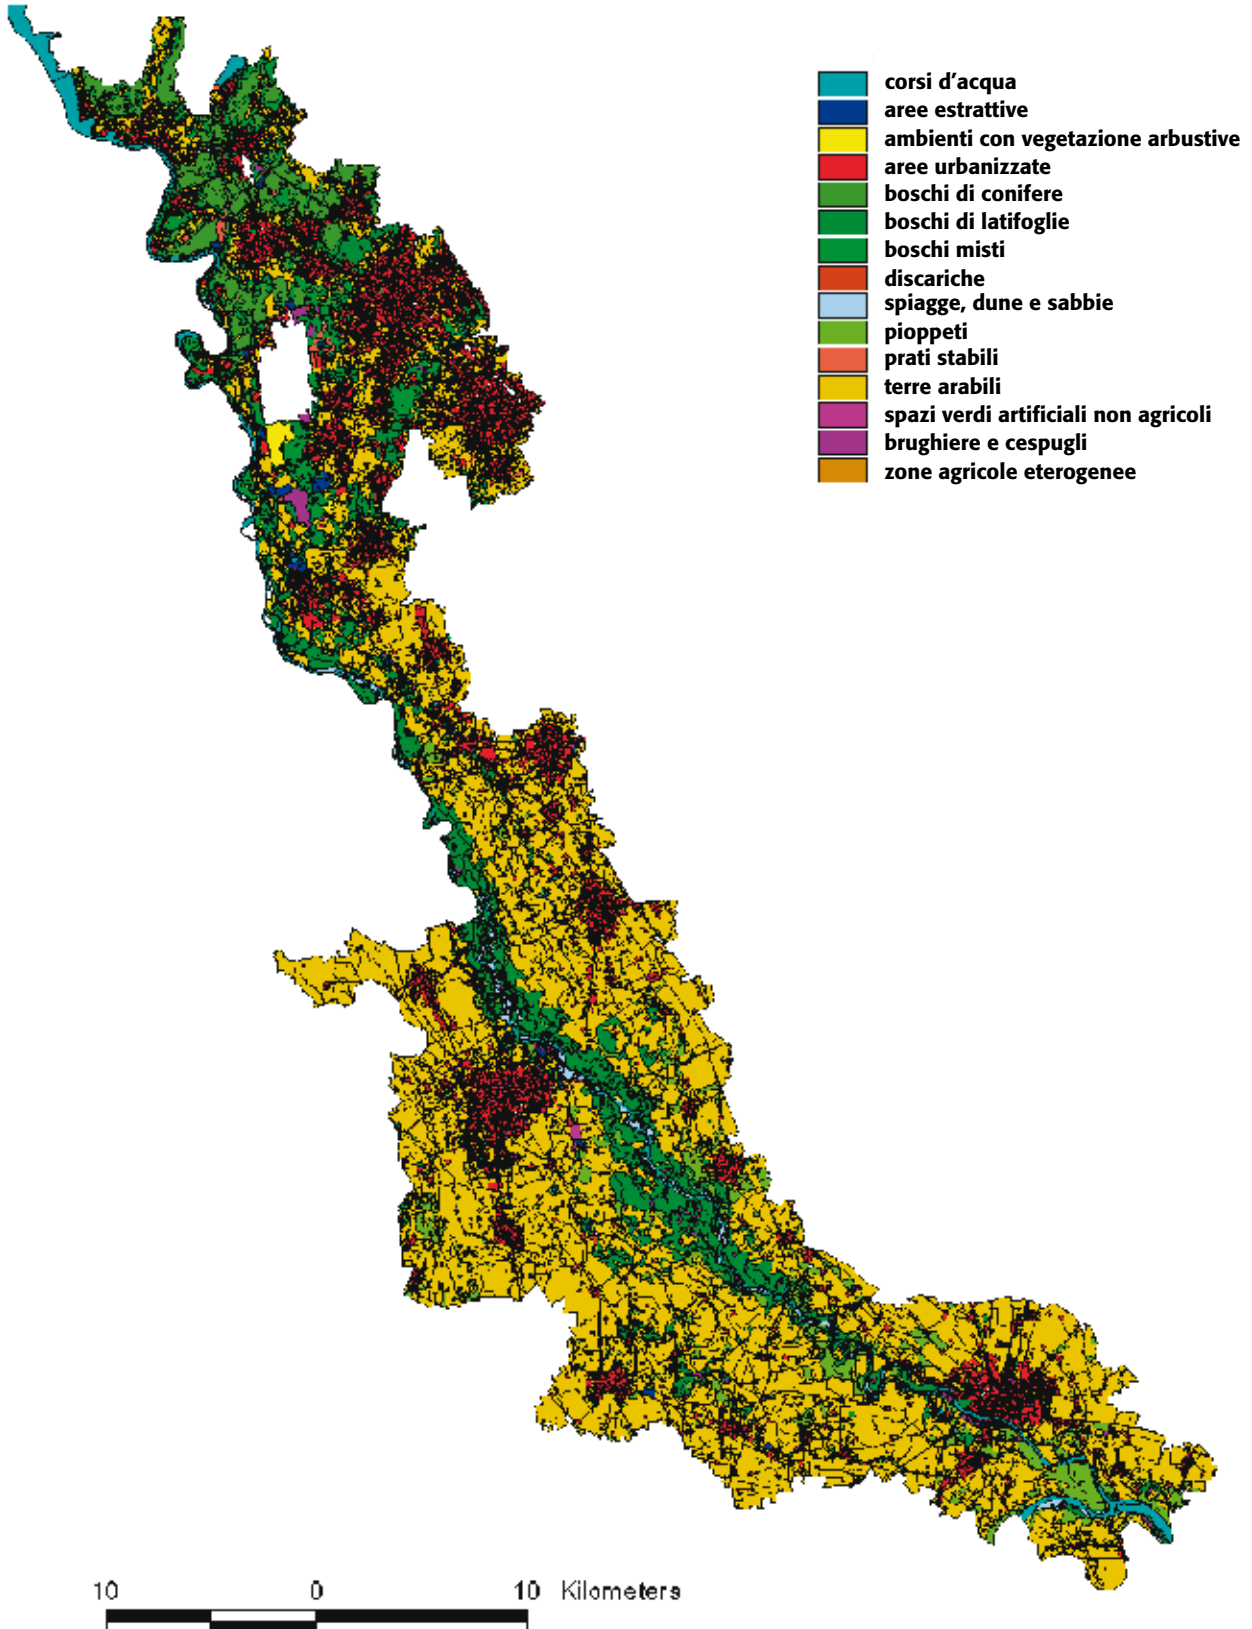 corsi d'acqua
aree estrattive
ambienti con vegetazione arbustive
aree urbanizzate
boschi di conifere
boschi di latifoglie
boschi misti
discariche
spiagge, dune e sabbie
pioppeti
prati stabili
terre arabili
spazi verdi artificiali non agricoli
brughiere e cespugli
zone agricole eterogenee
10 0 10 Kilometers